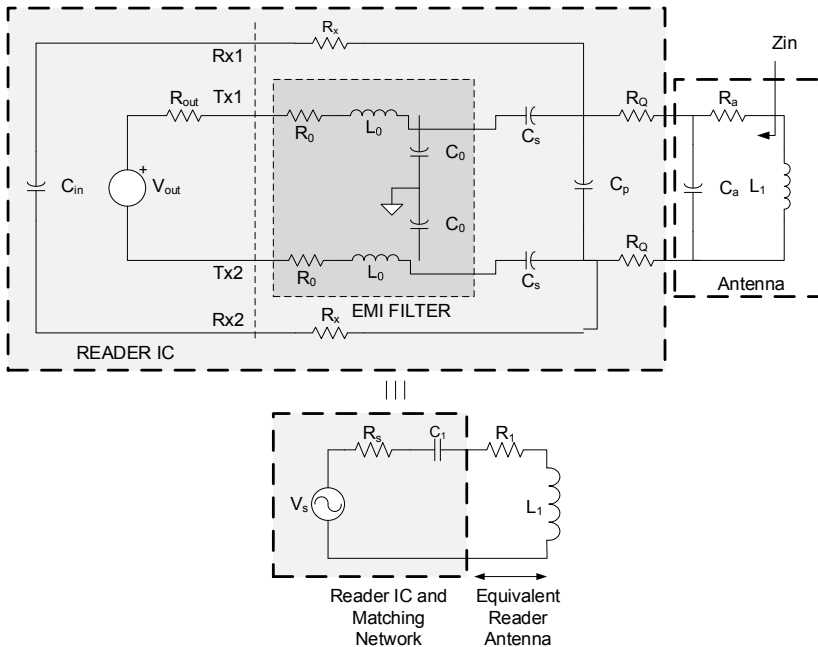 Rx
Rx1
Zin
Rout
Tx1
R0
L0
Cs
RQ
Ra
C0
Cin
+
Vout
C0
Cp
Ca
L1
Tx2
R0
L0
Cs
RQ
Antenna
EMI FILTER
Rx2
Rx
READER IC
Rs
C1
R1
Vs
L1
Reader IC and
Matching
Network
Equivalent
Reader
Antenna